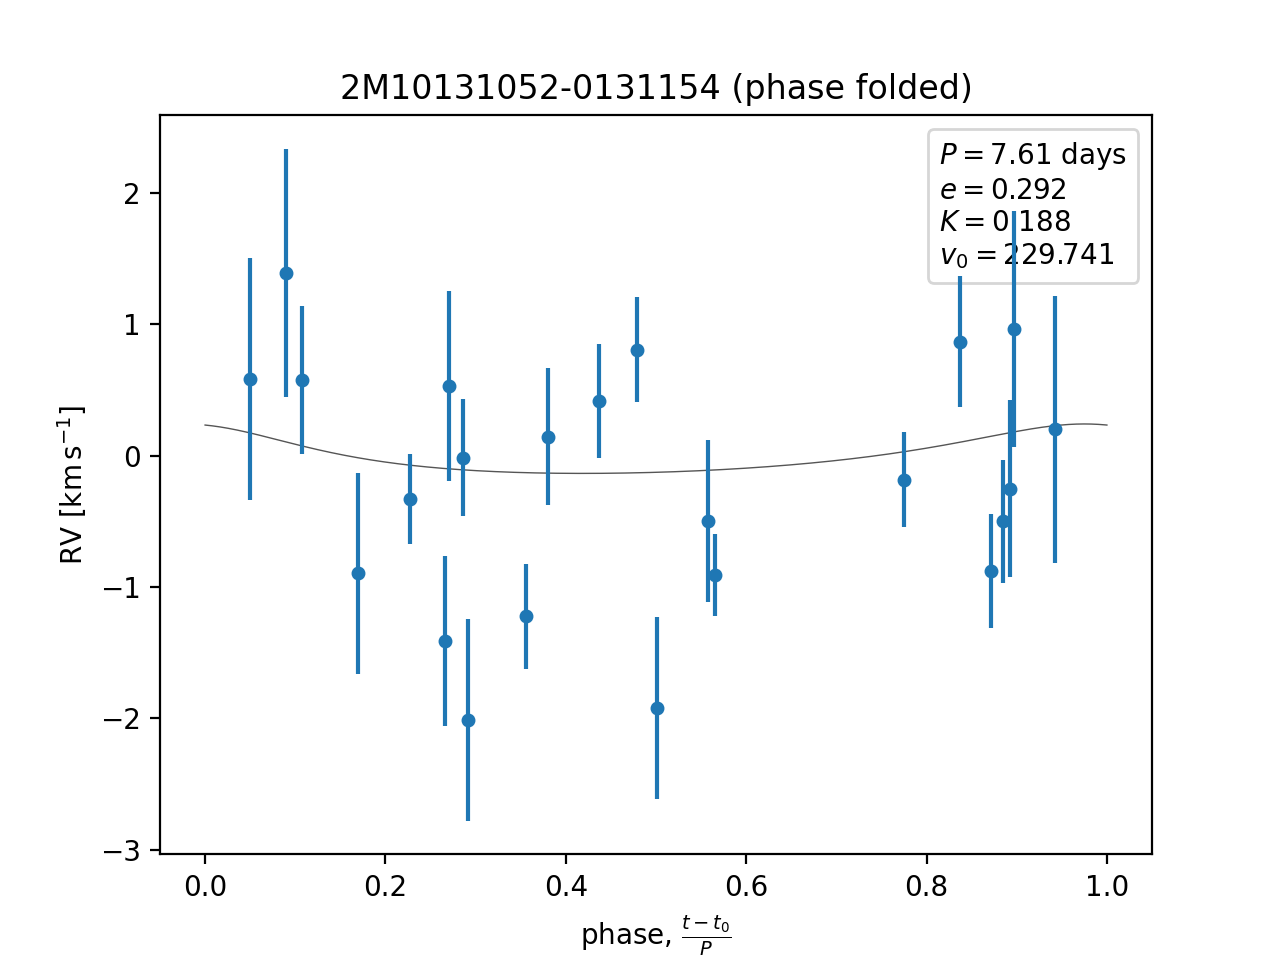 2M10131052-0131154 (phase folded)
P = 7.61 days
e = 0.292
K = 0.188
v₀ = 229.741
2
1
0
−1
−2
−3
RV [km s⁻¹]
0.0 0.2 0.4 0.6 0.8 1.0
phase, (t − t₀)/P